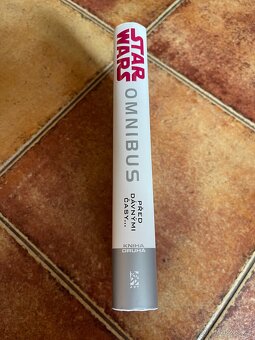 STAR
WARS
OMNIBUS
PŘED
DÁVNÝMI
ČASY...
KNIHA
DRUHÁ